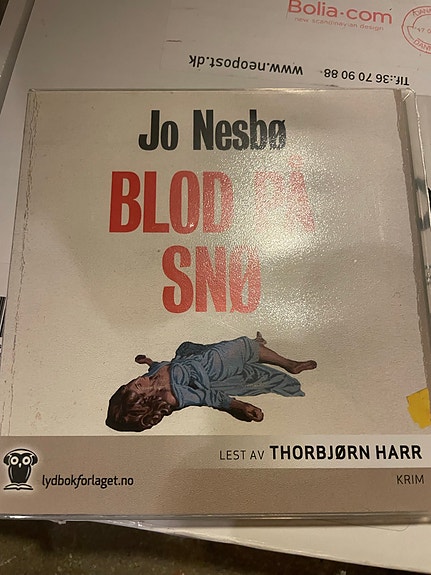 Bolia.com
new scandinavian design
www.neopost.dk
Tlf.:36 70 90 88
Jo Nesbø
BLOD PÅ
SNØ
LEST AV THORBJØRN HARR
lydbokforlaget.no
KRIM